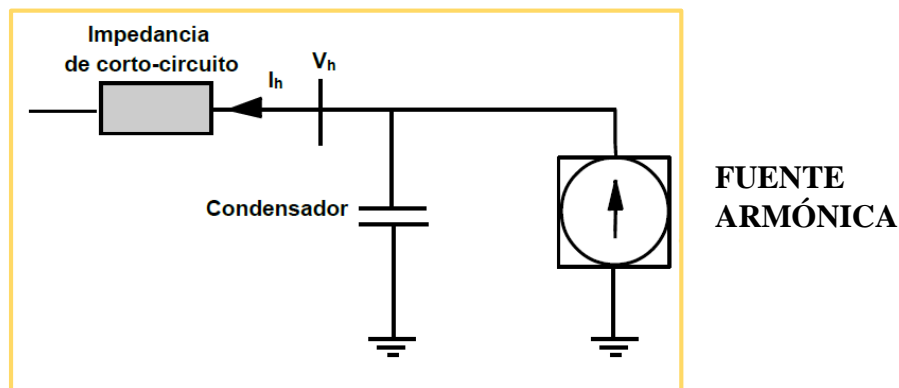 Impedancia
de corto-circuito
Ih
Vh
Condensador
FUENTE
ARMÓNICA